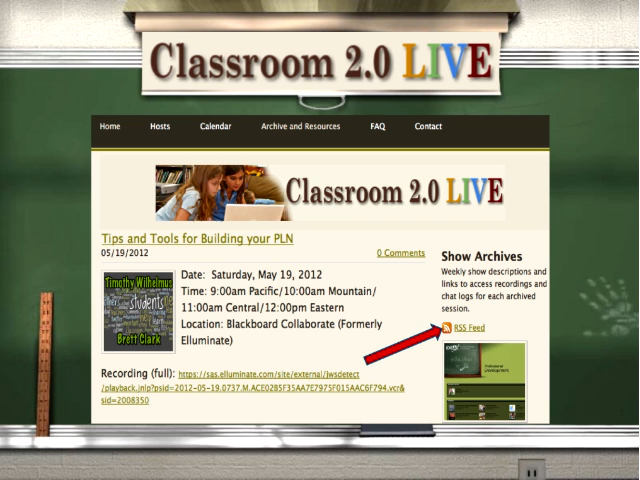 Classroom 2.0 LIVE
Home Hosts Calendar Archive and Resources FAQ Contact
Classroom 2.0 LIVE
Tips and Tools for Building your PLN
05/19/2012 0 Comments
Timothy Wilhelmus
students
Brett Clark
Date: Saturday, May 19, 2012
Time: 9:00am Pacific/10:00am Mountain/
11:00am Central/12:00pm Eastern
Location: Blackboard Collaborate (Formerly
Elluminate)
Recording (full): https://sas.elluminate.com/site/external/jwsdetect
/playback.jnlp?psid=2012-05-19.0737.M.ACE0285F35AA7E7975F015AAC6F794.vcr&
sid=2008350
Show Archives
Weekly show descriptions and
links to access recordings and
chat logs for each archived
session.
RSS Feed
Professional